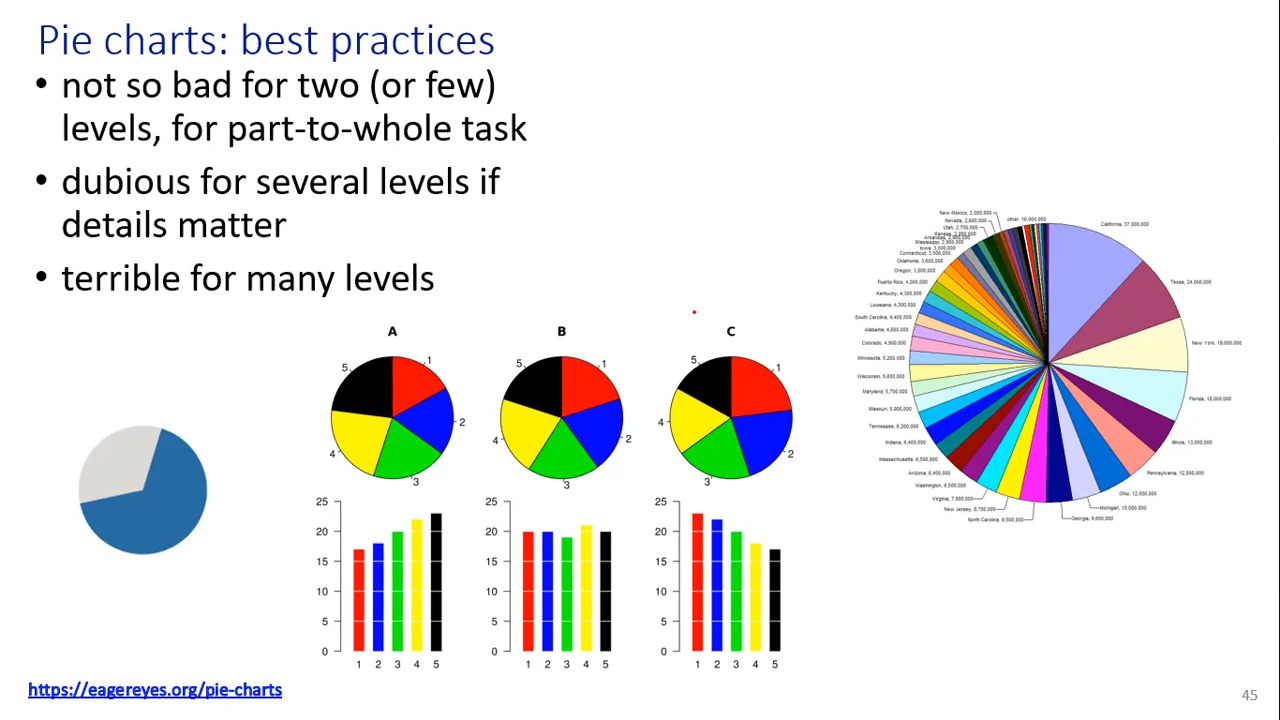 Pie charts: best practices
• not so bad for two (or few)
levels, for part-to-whole task
• dubious for several levels if
details matter
• terrible for many levels
A
B
C
5
1
2
3
4
5
1
2
3
4
5
1
2
3
4
25
20
15
10
5
0
1 2 3 4 5
25
20
15
10
5
0
1 2 3 4 5
25
20
15
10
5
0
1 2 3 4 5
other, 16,000,000
California, 37,000,000
Texas, 24,000,000
New York, 19,000,000
Florida, 18,000,000
Illinois, 13,000,000
Pennsylvania, 12,000,000
Ohio, 12,000,000
Michigan, 10,000,000
Georgia, 9,600,000
North Carolina, 9,500,000
New Jersey, 8,700,000
Virginia, 7,800,000
Washington, 6,500,000
Arizona, 6,400,000
Massachusetts, 6,500,000
Indiana, 6,400,000
Tennessee, 6,200,000
Missouri, 5,900,000
Maryland, 5,700,000
Wisconsin, 5,600,000
Minnesota, 5,200,000
Colorado, 4,900,000
Alabama, 4,600,000
South Carolina, 4,400,000
Louisiana, 4,300,000
Kentucky, 4,300,000
Puerto Rico, 4,000,000
Oregon, 3,800,000
Oklahoma, 3,600,000
Connecticut, 3,500,000
Iowa, 3,000,000
Mississippi, 2,900,000
Arkansas, 2,800,000
Kansas, 2,800,000
Utah, 2,700,000
Nevada, 2,600,000
New Mexico, 2,000,000
https://eagereyes.org/pie-charts
45